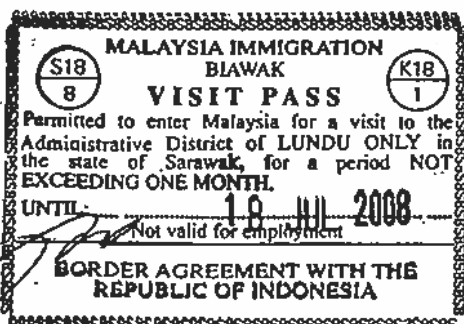 MALAYSIA IMMIGRATION
S18
8
BIAWAK
K18
1
VISIT PASS
Permitted to enter Malaysia for a visit to the
Administrative District of LUNDU ONLY in
the state of Sarawak, for a period NOT
EXCEEDING ONE MONTH.
UNTIL 18 JUL 2008
Not valid for employment
BORDER AGREEMENT WITH THE
REPUBLIC OF INDONESIA